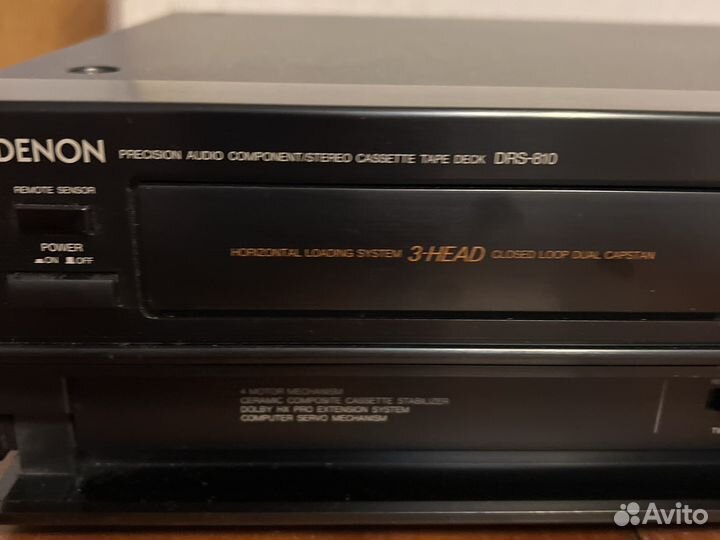 DENON PRECISION AUDIO COMPONENT/STEREO CASSETTE TAPE DECK DRS-810
REMOTE SENSOR
POWER
ON OFF
HORIZONTAL LOADING SYSTEM 3-HEAD CLOSED LOOP DUAL CAPSTAN
4 MOTOR MECHANISM
CERAMIC COMPOSITE CASSETTE STABILIZER
DOLBY HX PRO EXTENSION SYSTEM
COMPUTER SERVO MECHANISM
Avito